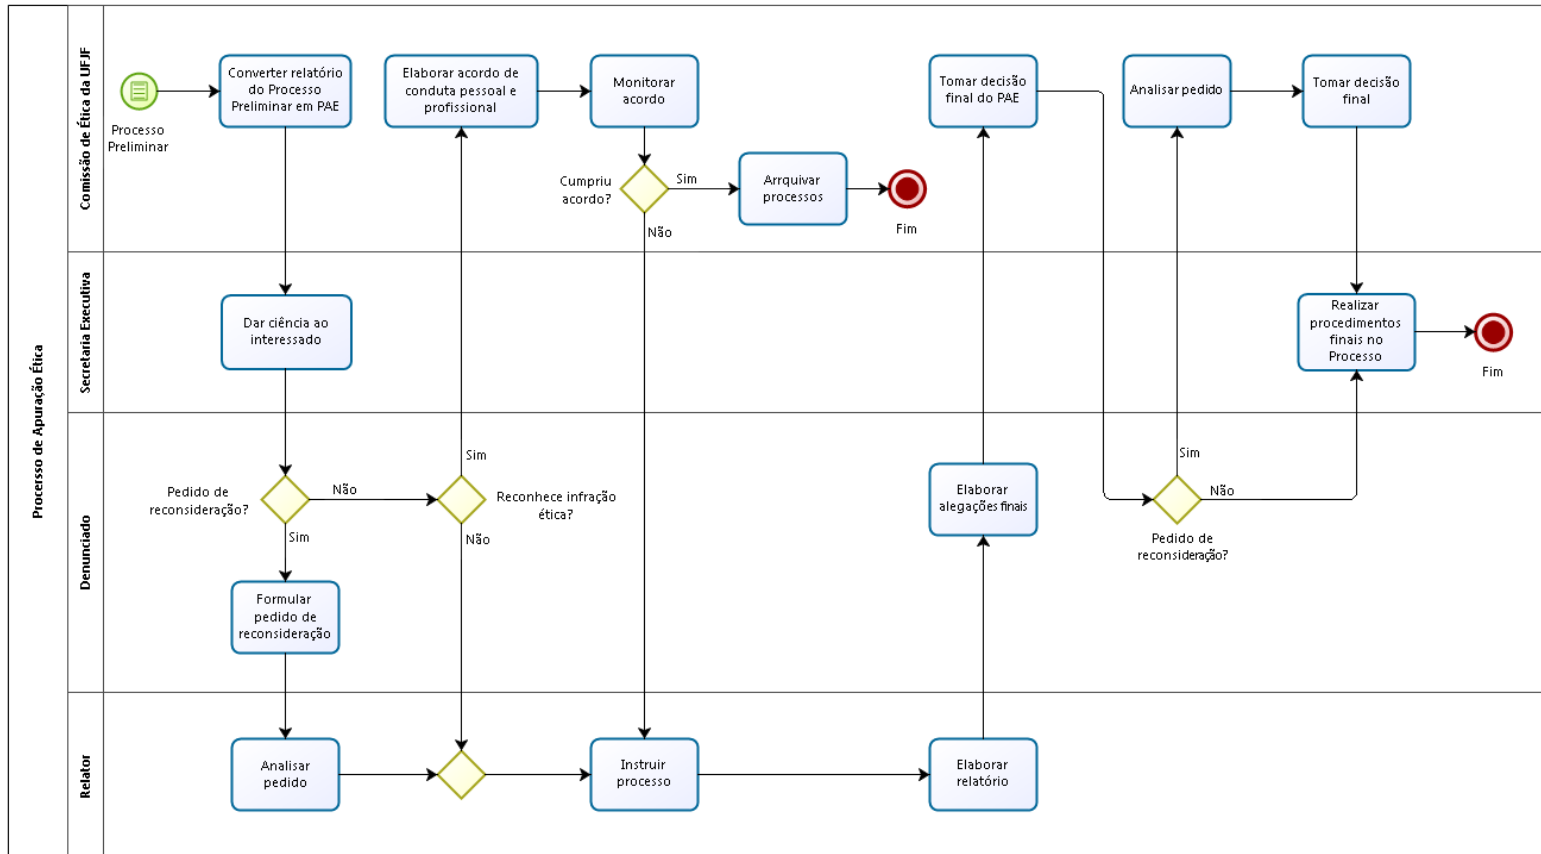 Procersso de Apuração Ética
Comissão de Ética da UFJF
Processo
Preliminar
Converter relatório
do Processo
Preliminar em PAE
Elaborar acordo de
conduta pessoal e
profissional
Monitorar
acordo
Cumpriu
acordo?
Sim
Não
Arrquivar
processos
Fim
Tomar decisão
final do PAE
Analisar pedido
Tomar decisão
final
Secretaria Executiva
Dar ciência ao
interessado
Realizar
procedimentos
finais no
Processo
Fim
Denunciado
Pedido de
reconsideração?
Não
Sim
Sim
Reconhece infração
ética?
Não
Formular
pedido de
reconsideração
Elaborar
alegações finais
Sim
Não
Pedido de
reconsideração?
Relator
Analisar
pedido
Instruir
processo
Elaborar
relatório